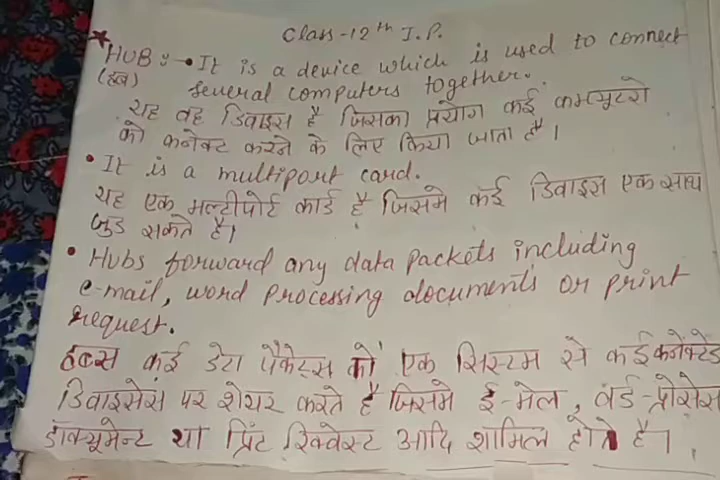 Class-12th I.P.
* HUB :- • It is a device which is used to connect
(हब) several computers together.
यह वह डिवाइस है जिसका प्रयोग कई कम्प्यूटरो
को कनेक्ट करने के लिए किया जाता है।
• It is a multiport card.
यह एक मल्टीपोर्ट कार्ड है जिसमे कई डिवाइस एक साथ
जुड सकते है।
• Hubs forward any data packets including
e-mail, word processing documents or print
request.
हब्स कई डेटा पैकेट्स को एक सिस्टम से कई कनेक्टेड
डिवाइसेस पर शेयर करते है जिसमे ई-मेल, वर्ड-प्रोसेस
डॉक्यूमेन्ट या प्रिंट रिक्वेस्ट आदि शामिल होते है।